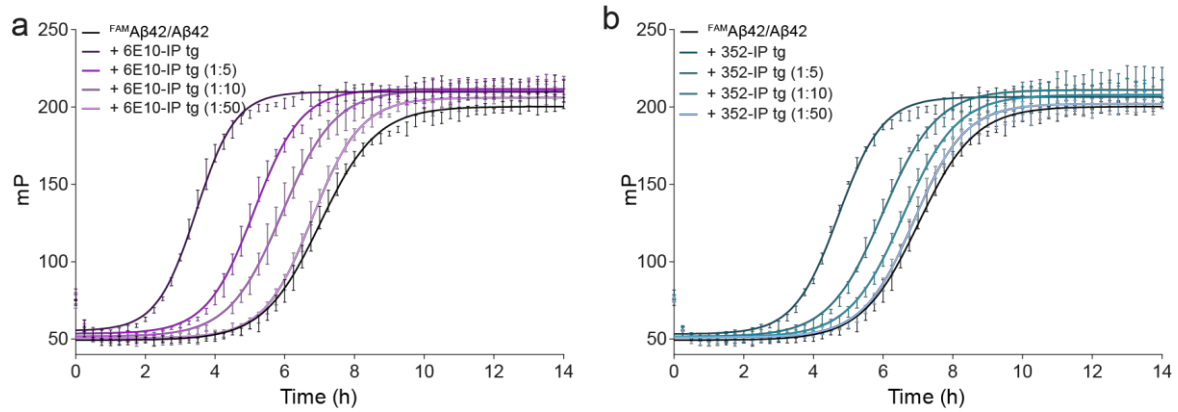 a
FAMAβ42/Aβ42
+ 6E10-IP tg
+ 6E10-IP tg (1:5)
+ 6E10-IP tg (1:10)
+ 6E10-IP tg (1:50)
250
200
150
100
50
mP
0 2 4 6 8 10 12 14
Time (h)
b
FAMAβ42/Aβ42
+ 352-IP tg
+ 352-IP tg (1:5)
+ 352-IP tg (1:10)
+ 352-IP tg (1:50)
250
200
150
100
50
mP
0 2 4 6 8 10 12 14
Time (h)